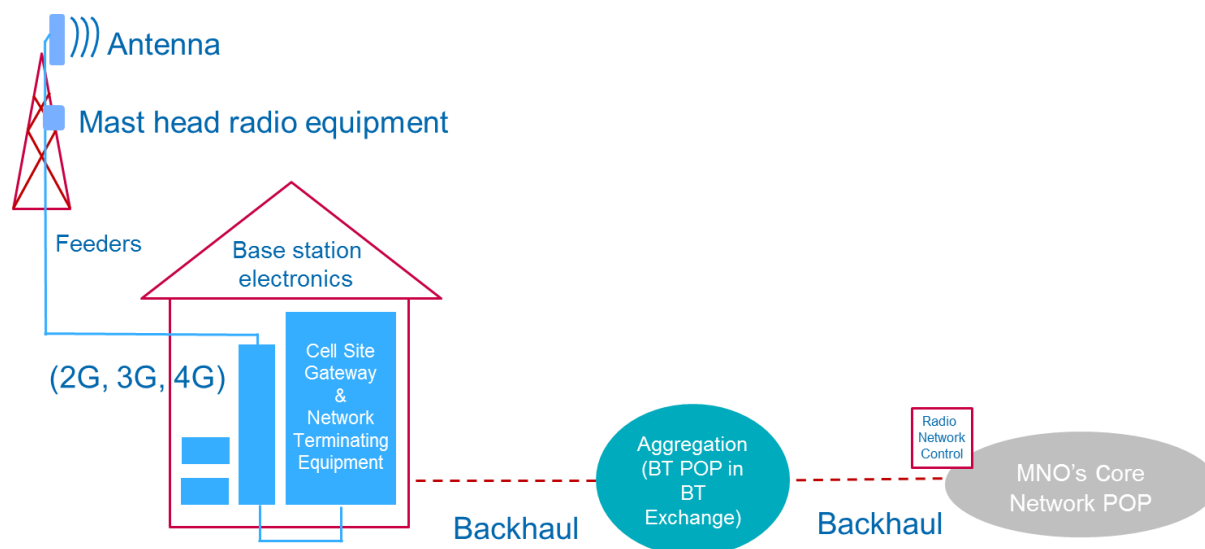 Antenna
Mast head radio equipment
Feeders
Base station
electronics
(2G, 3G, 4G)
Cell Site
Gateway
&
Network
Terminating
Equipment
Backhaul
Aggregation
(BT POP in
BT
Exchange)
Backhaul
Radio
Network
Control
MNO's Core
Network POP